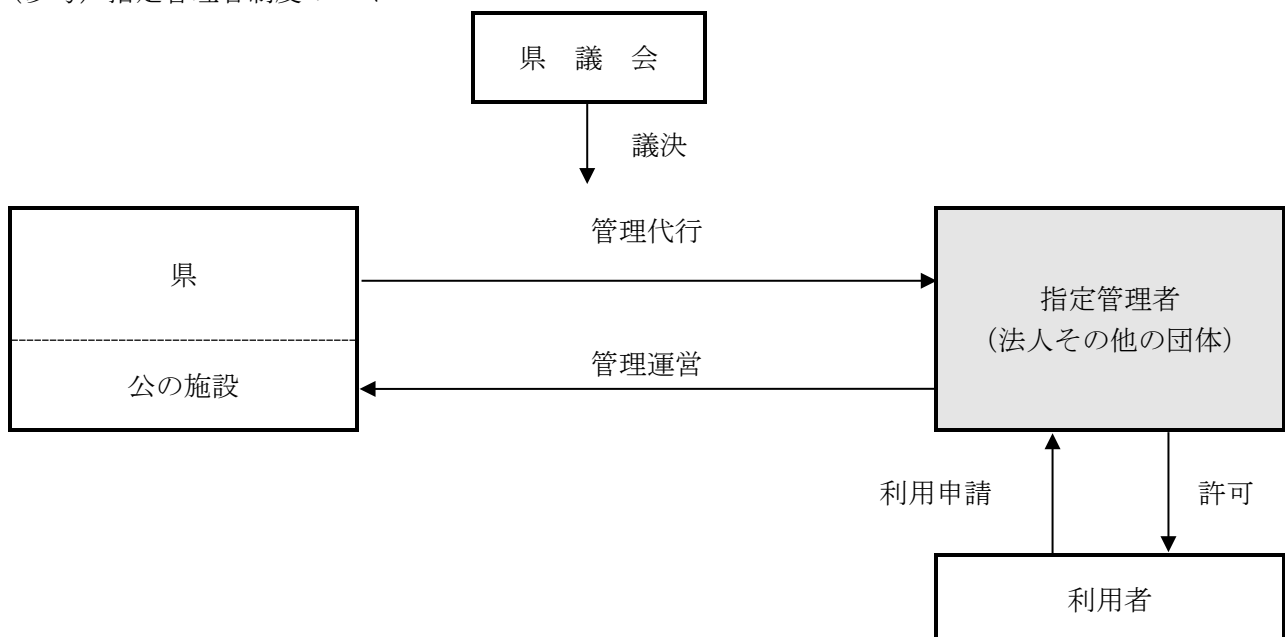 県　議　会
議決
管理代行
県
指定管理者
（法人その他の団体）
管理運営
公の施設
利用申請
許可
利用者